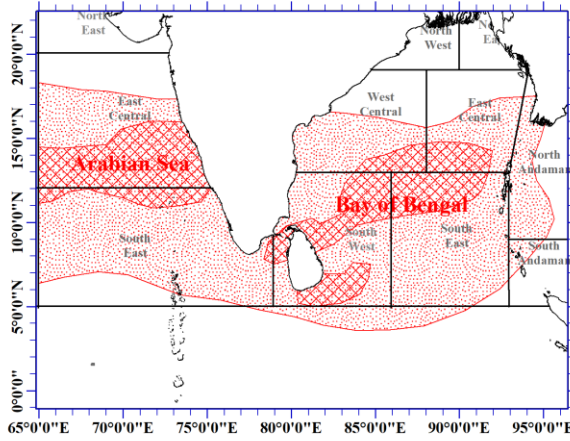 North
East
North
West
East
Central
West
Central
East
Central
Arabian Sea
North
Andaman
Bay of Bengal
South
East
South
West
South
East
South
Andaman
20°0'0"N
15°0'0"N
10°0'0"N
5°0'0"N
0°0'0"
65°0'0"E 70°0'0"E 75°0'0"E 80°0'0"E 85°0'0"E 90°0'0"E 95°0'0"E